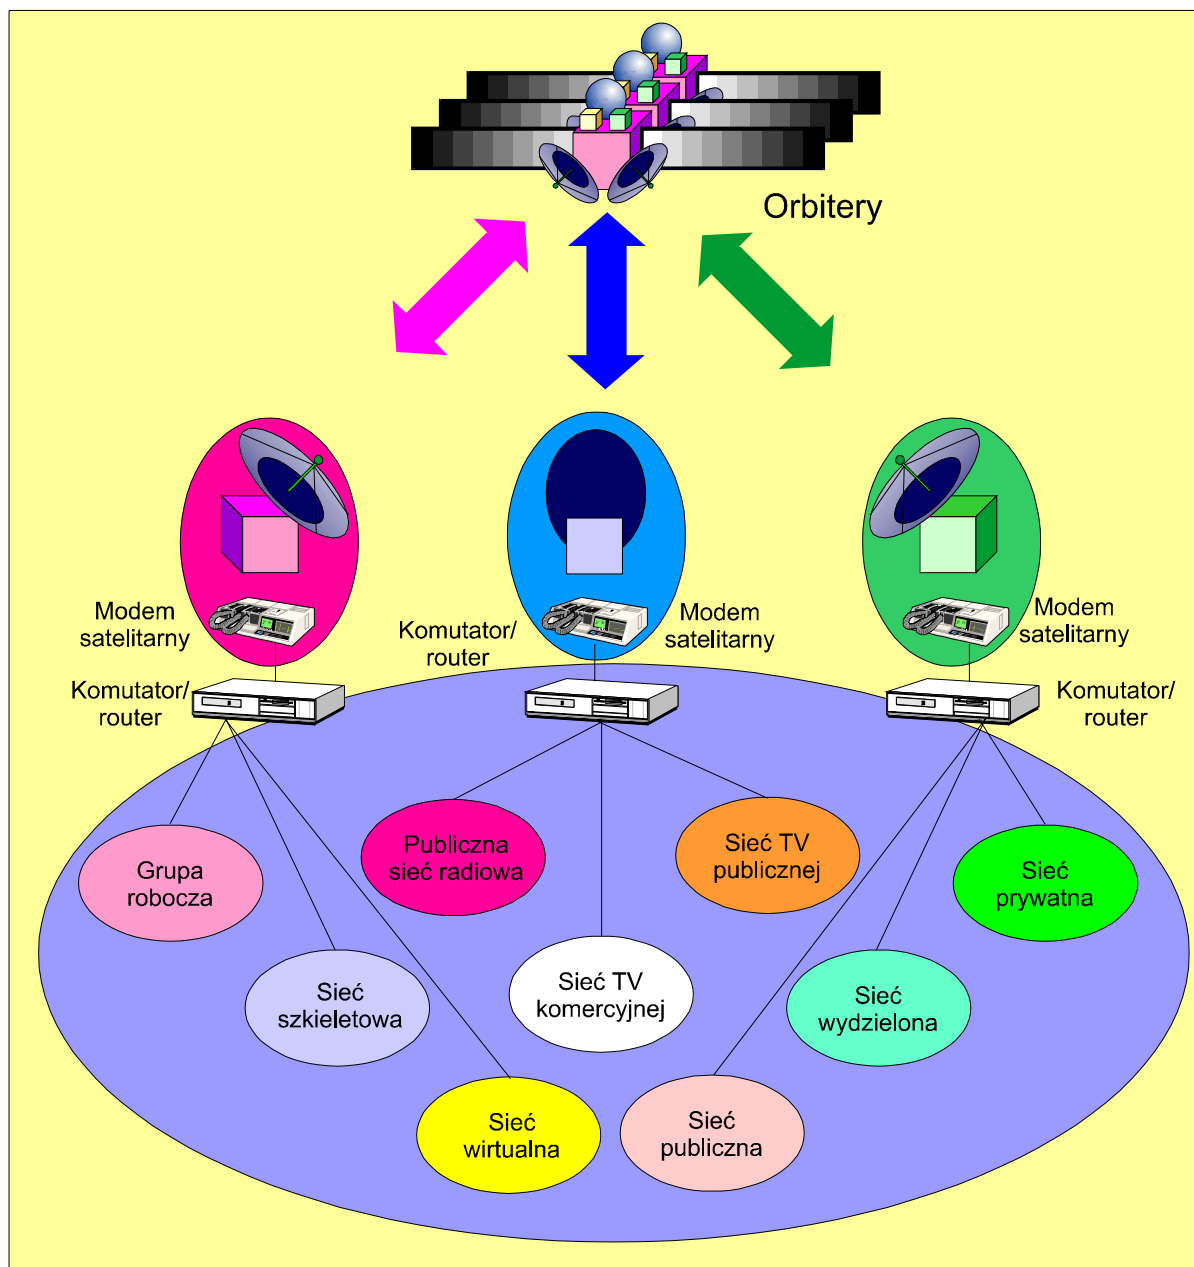 Orbitery
Modem
satelitarny
Komutator/
router
Komutator/
router
Modem
satelitarny
Modem
satelitarny
Komutator/
router
Grupa
robocza
Publiczna
sieć radiowa
Sieć TV
publicznej
Sieć
prywatna
Sieć
szkieletowa
Sieć TV
komercyjnej
Sieć
wydzielona
Sieć
wirtualna
Sieć
publiczna